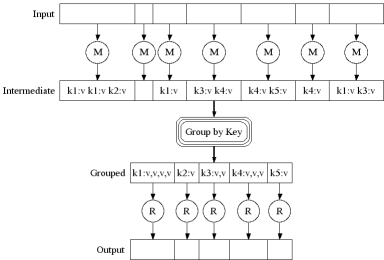 Input
M M M M M M M
Intermediate k1:v k1:v k2:v k1:v k3:v k4:v k4:v k5:v k4:v k1:v k3:v
Group by Key
Grouped k1:v,v,v,v k2:v k3:v,v k4:v,v,v k5:v
R R R R R
Output